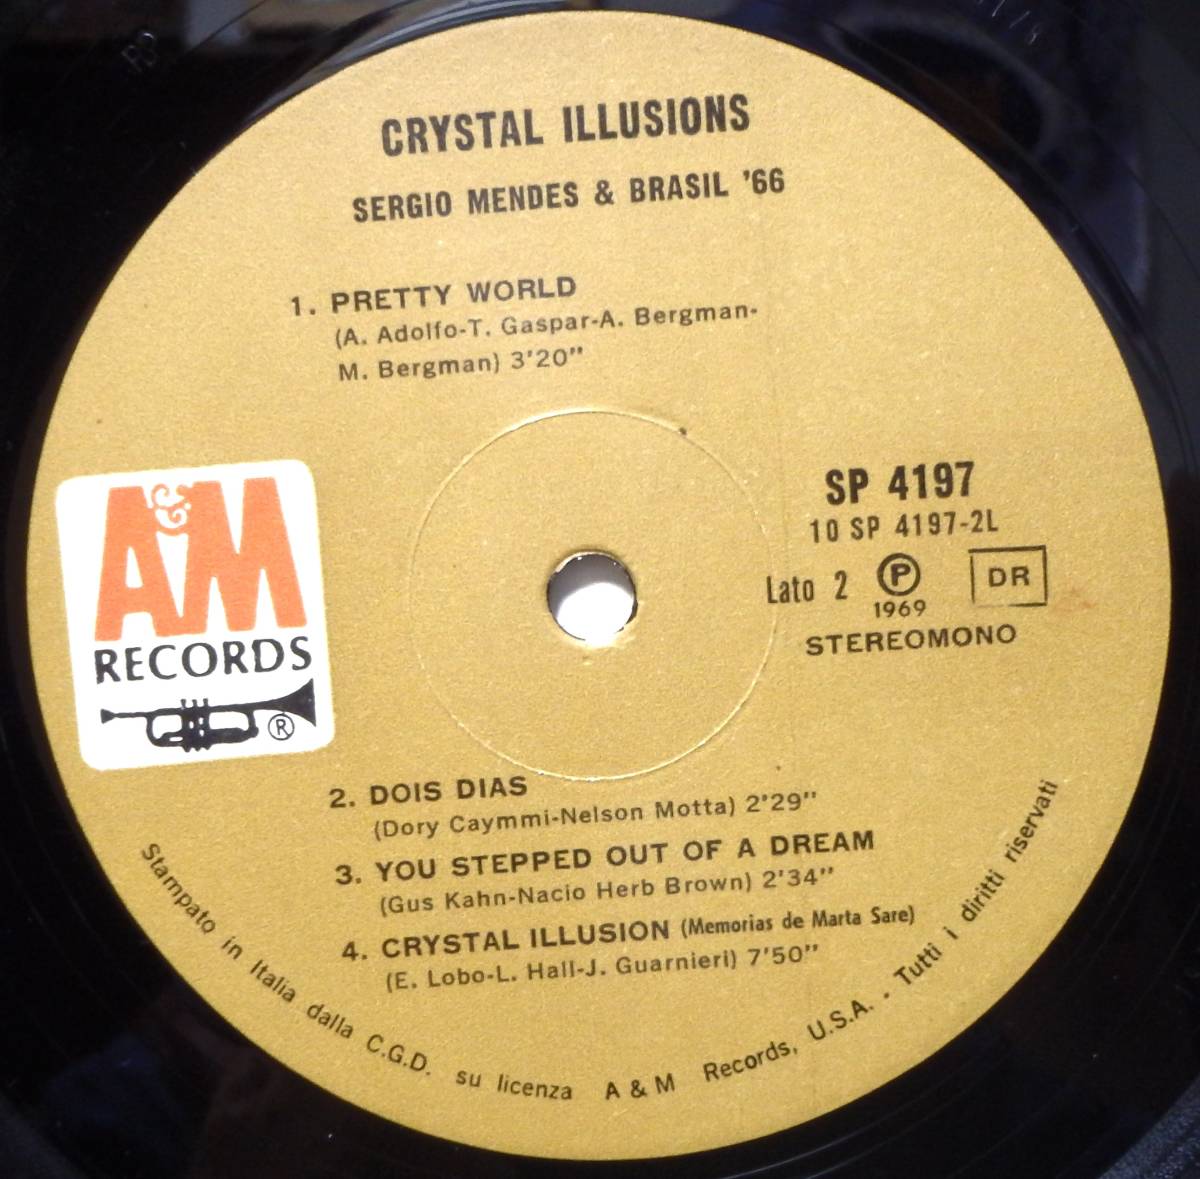 CRYSTAL ILLUSIONS
SERGIO MENDES & BRASIL '66
1. PRETTY WORLD
(A. Adolfo-T. Gaspar-A. Bergman-
M. Bergman) 3'20"
A&M
RECORDS
®
SP 4197
10 SP 4197-2L
Lato 2 Ⓟ DR
1969
STEREOMONO
2. DOIS DIAS
(Dory Caymmi-Nelson Motta) 2'29"
3. YOU STEPPED OUT OF A DREAM
(Gus Kahn-Nacio Herb Brown) 2'34"
4. CRYSTAL ILLUSION (Memorias de Marta Sare)
(E. Lobo-L. Hall-J. Guarnieri) 7'50"
Stampato in Italia dalla C.G.D. su licenza A & M Records, U.S.A. - Tutti i diritti riservati